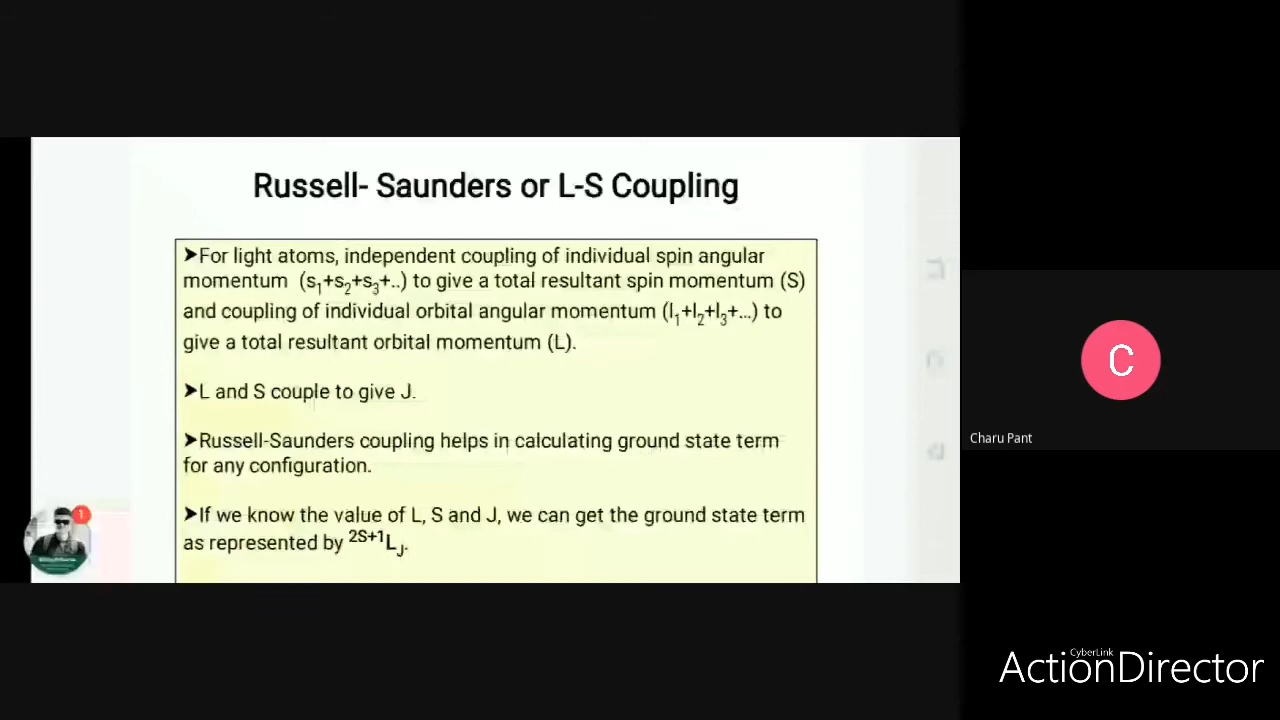 Russell- Saunders or L-S Coupling
➤For light atoms, independent coupling of individual spin angular
momentum (s₁+s₂+s₃+..) to give a total resultant spin momentum (S)
and coupling of individual orbital angular momentum (l₁+l₂+l₃+...) to
give a total resultant orbital momentum (L).
➤L and S couple to give J.
➤Russell-Saunders coupling helps in calculating ground state term
for any configuration.
➤If we know the value of L, S and J, we can get the ground state term
as represented by ²ˢ⁺¹L_J.
1
C
Charu Pant
CyberLink
ActionDirector